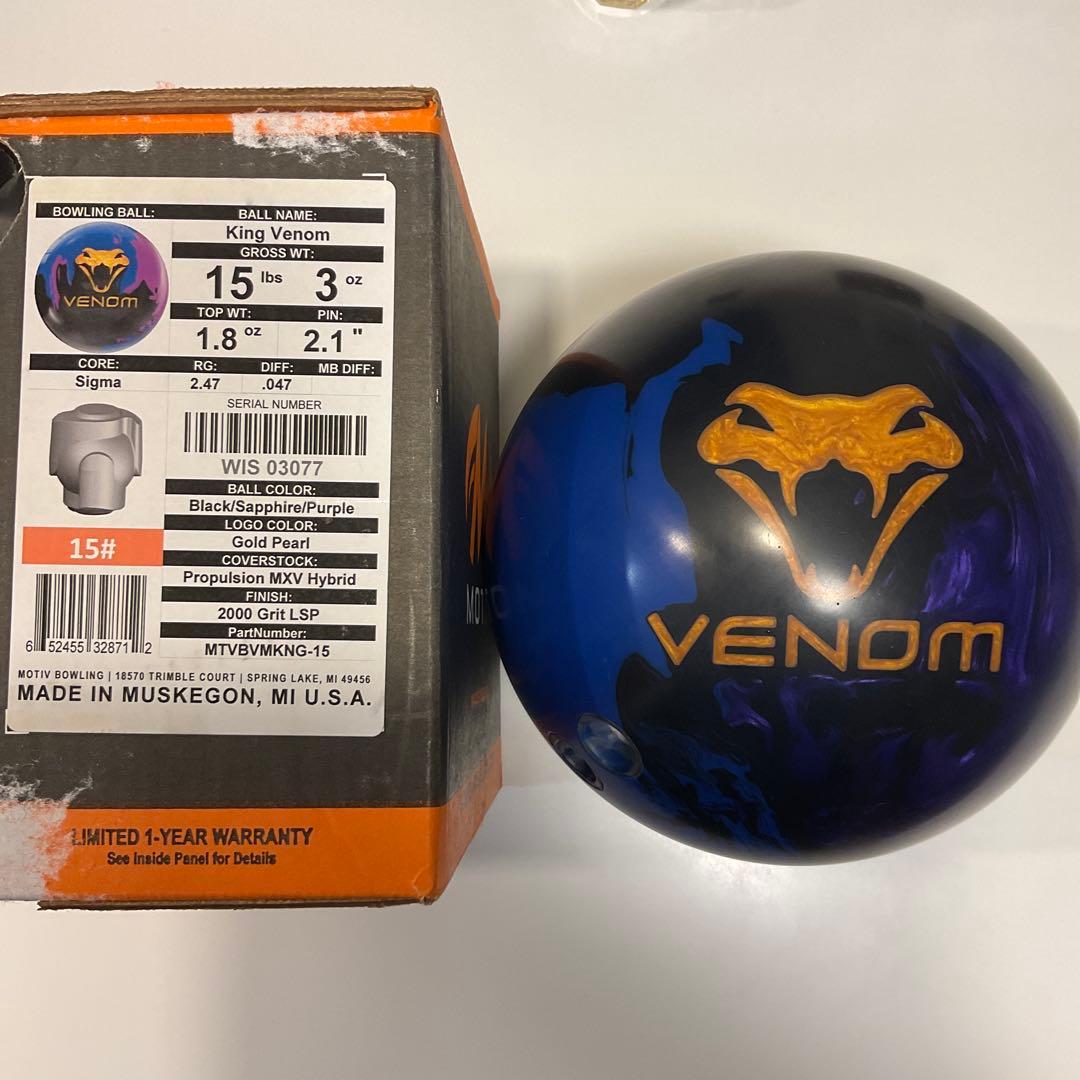 BOWLING BALL:
BALL NAME:
VENOM
King Venom
GROSS WT:
15 lbs 3 oz
TOP WT: PIN:
1.8 oz 2.1 "
CORE: RG: DIFF: MB DIFF:
Sigma 2.47 .047
SERIAL NUMBER
WIS 03077
BALL COLOR:
Black/Sapphire/Purple
LOGO COLOR:
Gold Pearl
COVERSTOCK:
Propulsion MXV Hybrid
FINISH:
2000 Grit LSP
PartNumber:
MTVBVMKNG-15
15#
6 52455 32871 2
MOTIV BOWLING | 18570 TRIMBLE COURT | SPRING LAKE, MI 49456
MADE IN MUSKEGON, MI U.S.A.
LIMITED 1-YEAR WARRANTY
See Inside Panel for Details
VENOM